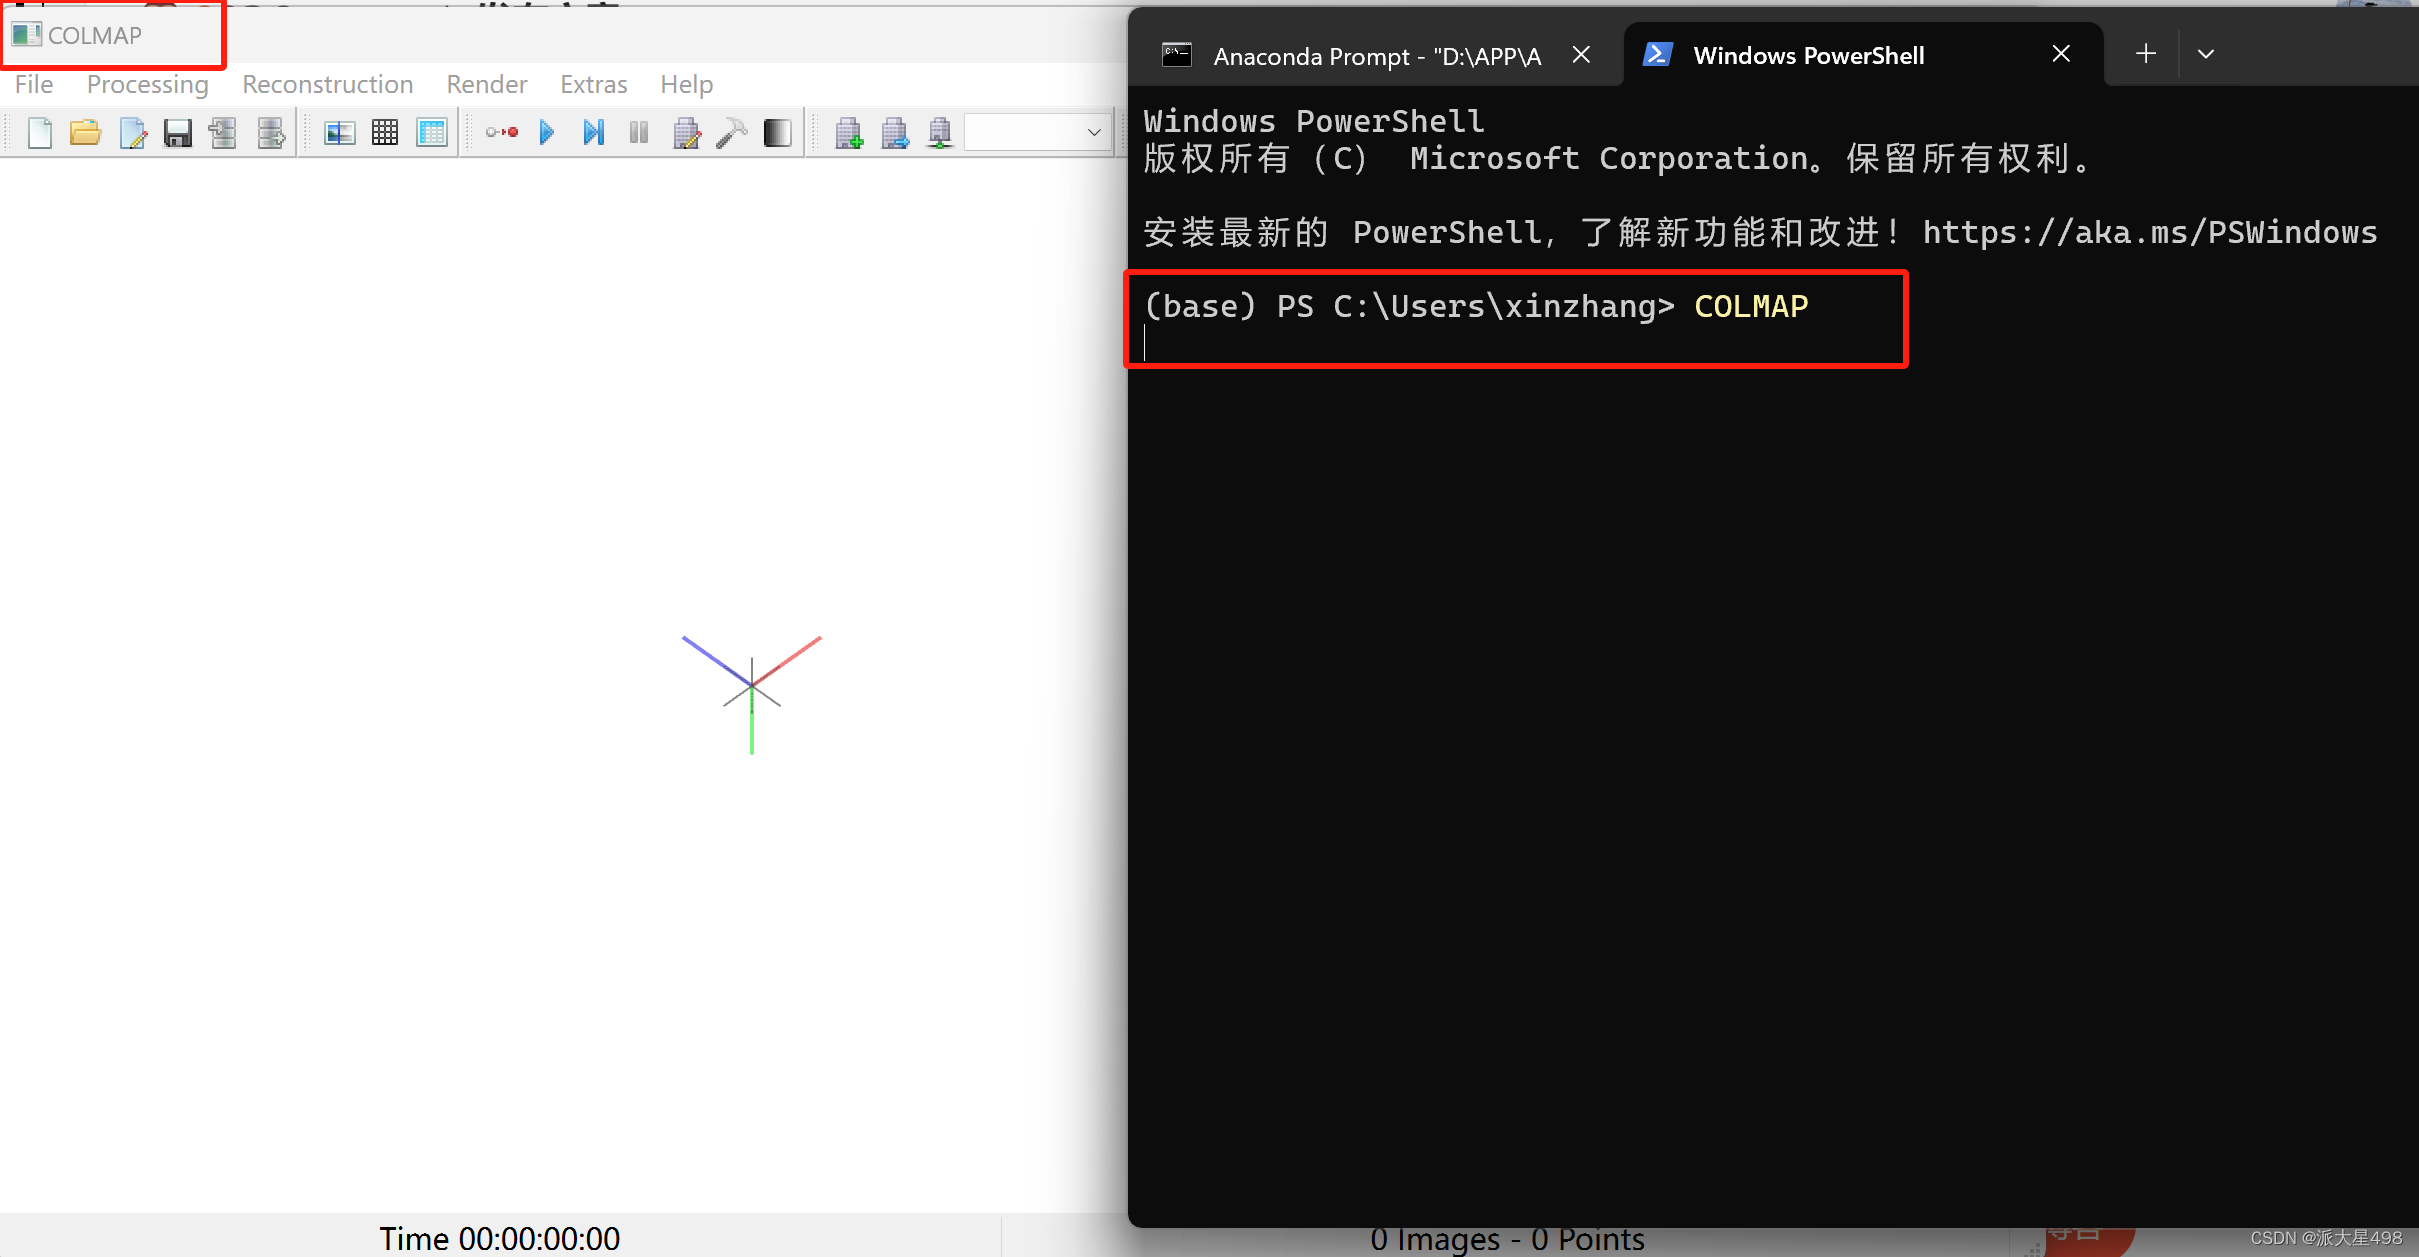 COLMAP
File Processing Reconstruction Render Extras Help
Time 00:00:00:00
0 Images - 0 Points
Anaconda Prompt - "D:\APP\A
Windows PowerShell
Windows PowerShell
版权所有（C） Microsoft Corporation。保留所有权利。
安装最新的 PowerShell，了解新功能和改进！https://aka.ms/PSWindows
(base) PS C:\Users\xinzhang> COLMAP
CSDN @派大星498